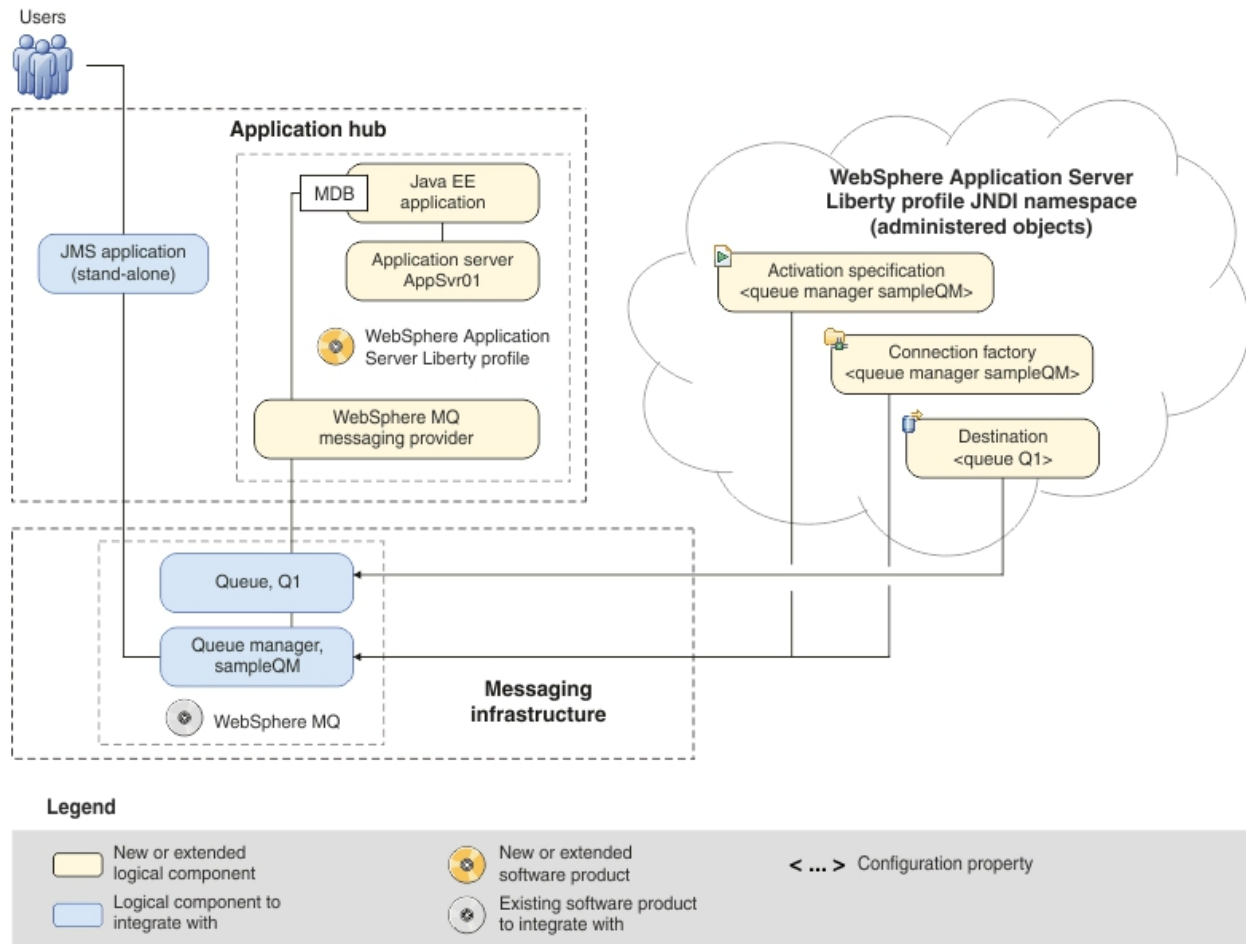 Users
Application hub
MDB
Java EE
application
JMS application
(stand-alone)
Application server
AppSvr01
WebSphere Application
Server Liberty profile
WebSphere MQ
messaging provider
WebSphere Application Server
Liberty profile JNDI namespace
(administered objects)
Activation specification
<queue manager sampleQM>
Connection factory
<queue manager sampleQM>
Destination
<queue Q1>
Queue, Q1
Queue manager,
sampleQM
WebSphere MQ
Messaging
infrastructure
Legend
New or extended
logical component
Logical component to
integrate with
New or extended
software product
Existing software product
to integrate with
< ... > Configuration property